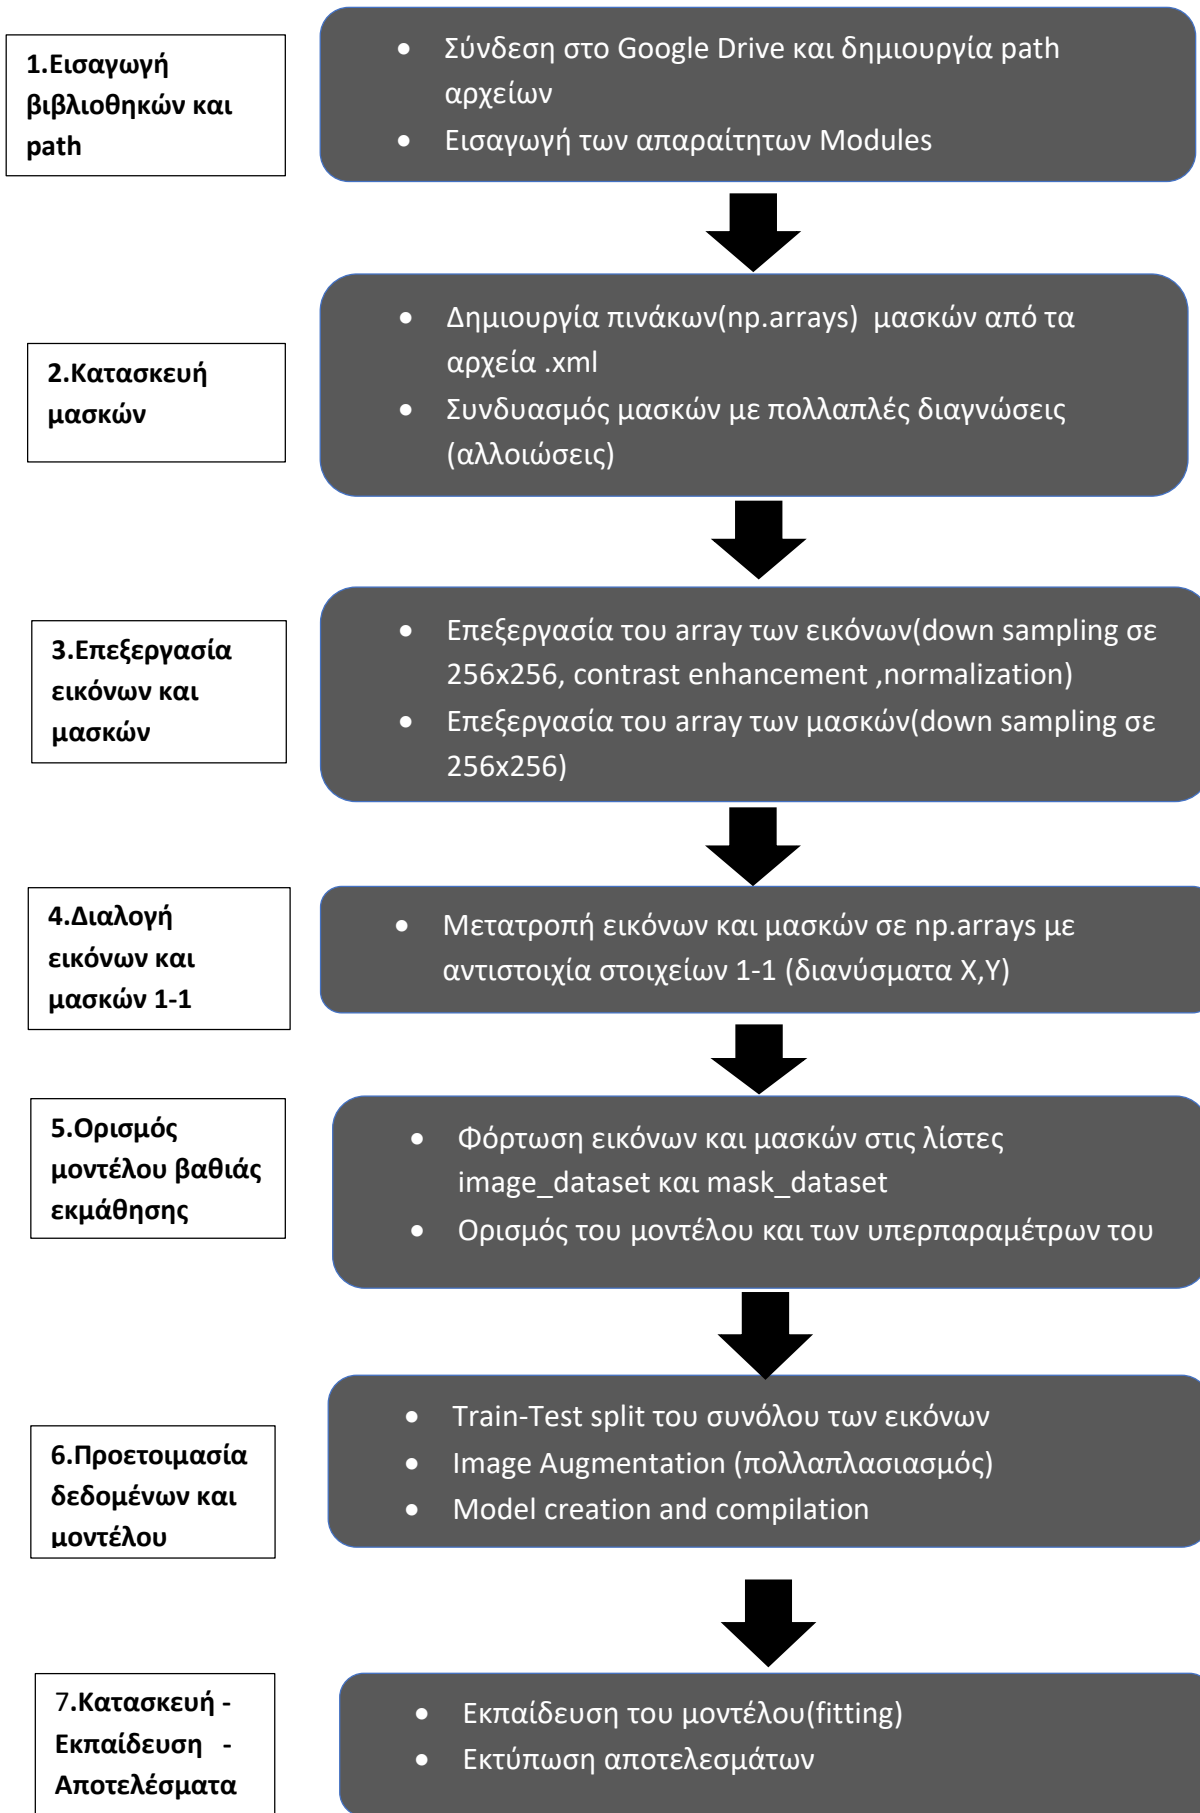 1.Εισαγωγή
βιβλιοθηκών και
path
• Σύνδεση στο Google Drive και δημιουργία path
αρχείων
• Εισαγωγή των απαραίτητων Modules
2.Κατασκευή
μασκών
• Δημιουργία πινάκων(np.arrays) μασκών από τα
αρχεία .xml
• Συνδυασμός μασκών με πολλαπλές διαγνώσεις
(αλλοιώσεις)
3.Επεξεργασία
εικόνων και
μασκών
• Επεξεργασία του array των εικόνων(down sampling σε
256x256, contrast enhancement ,normalization)
• Επεξεργασία του array των μασκών(down sampling σε
256x256)
4.Διαλογή
εικόνων και
μασκών 1-1
• Μετατροπή εικόνων και μασκών σε np.arrays με
αντιστοιχία στοιχείων 1-1 (διανύσματα X,Y)
5.Ορισμός
μοντέλου βαθιάς
εκμάθησης
• Φόρτωση εικόνων και μασκών στις λίστες
image_dataset και mask_dataset
• Ορισμός του μοντέλου και των υπερπαραμέτρων του
6.Προετοιμασία
δεδομένων και
μοντέλου
• Train-Test split του συνόλου των εικόνων
• Image Augmentation (πολλαπλασιασμός)
• Model creation and compilation
7.Κατασκευή -
Εκπαίδευση -
Αποτελέσματα
• Εκπαίδευση του μοντέλου(fitting)
• Εκτύπωση αποτελεσμάτων